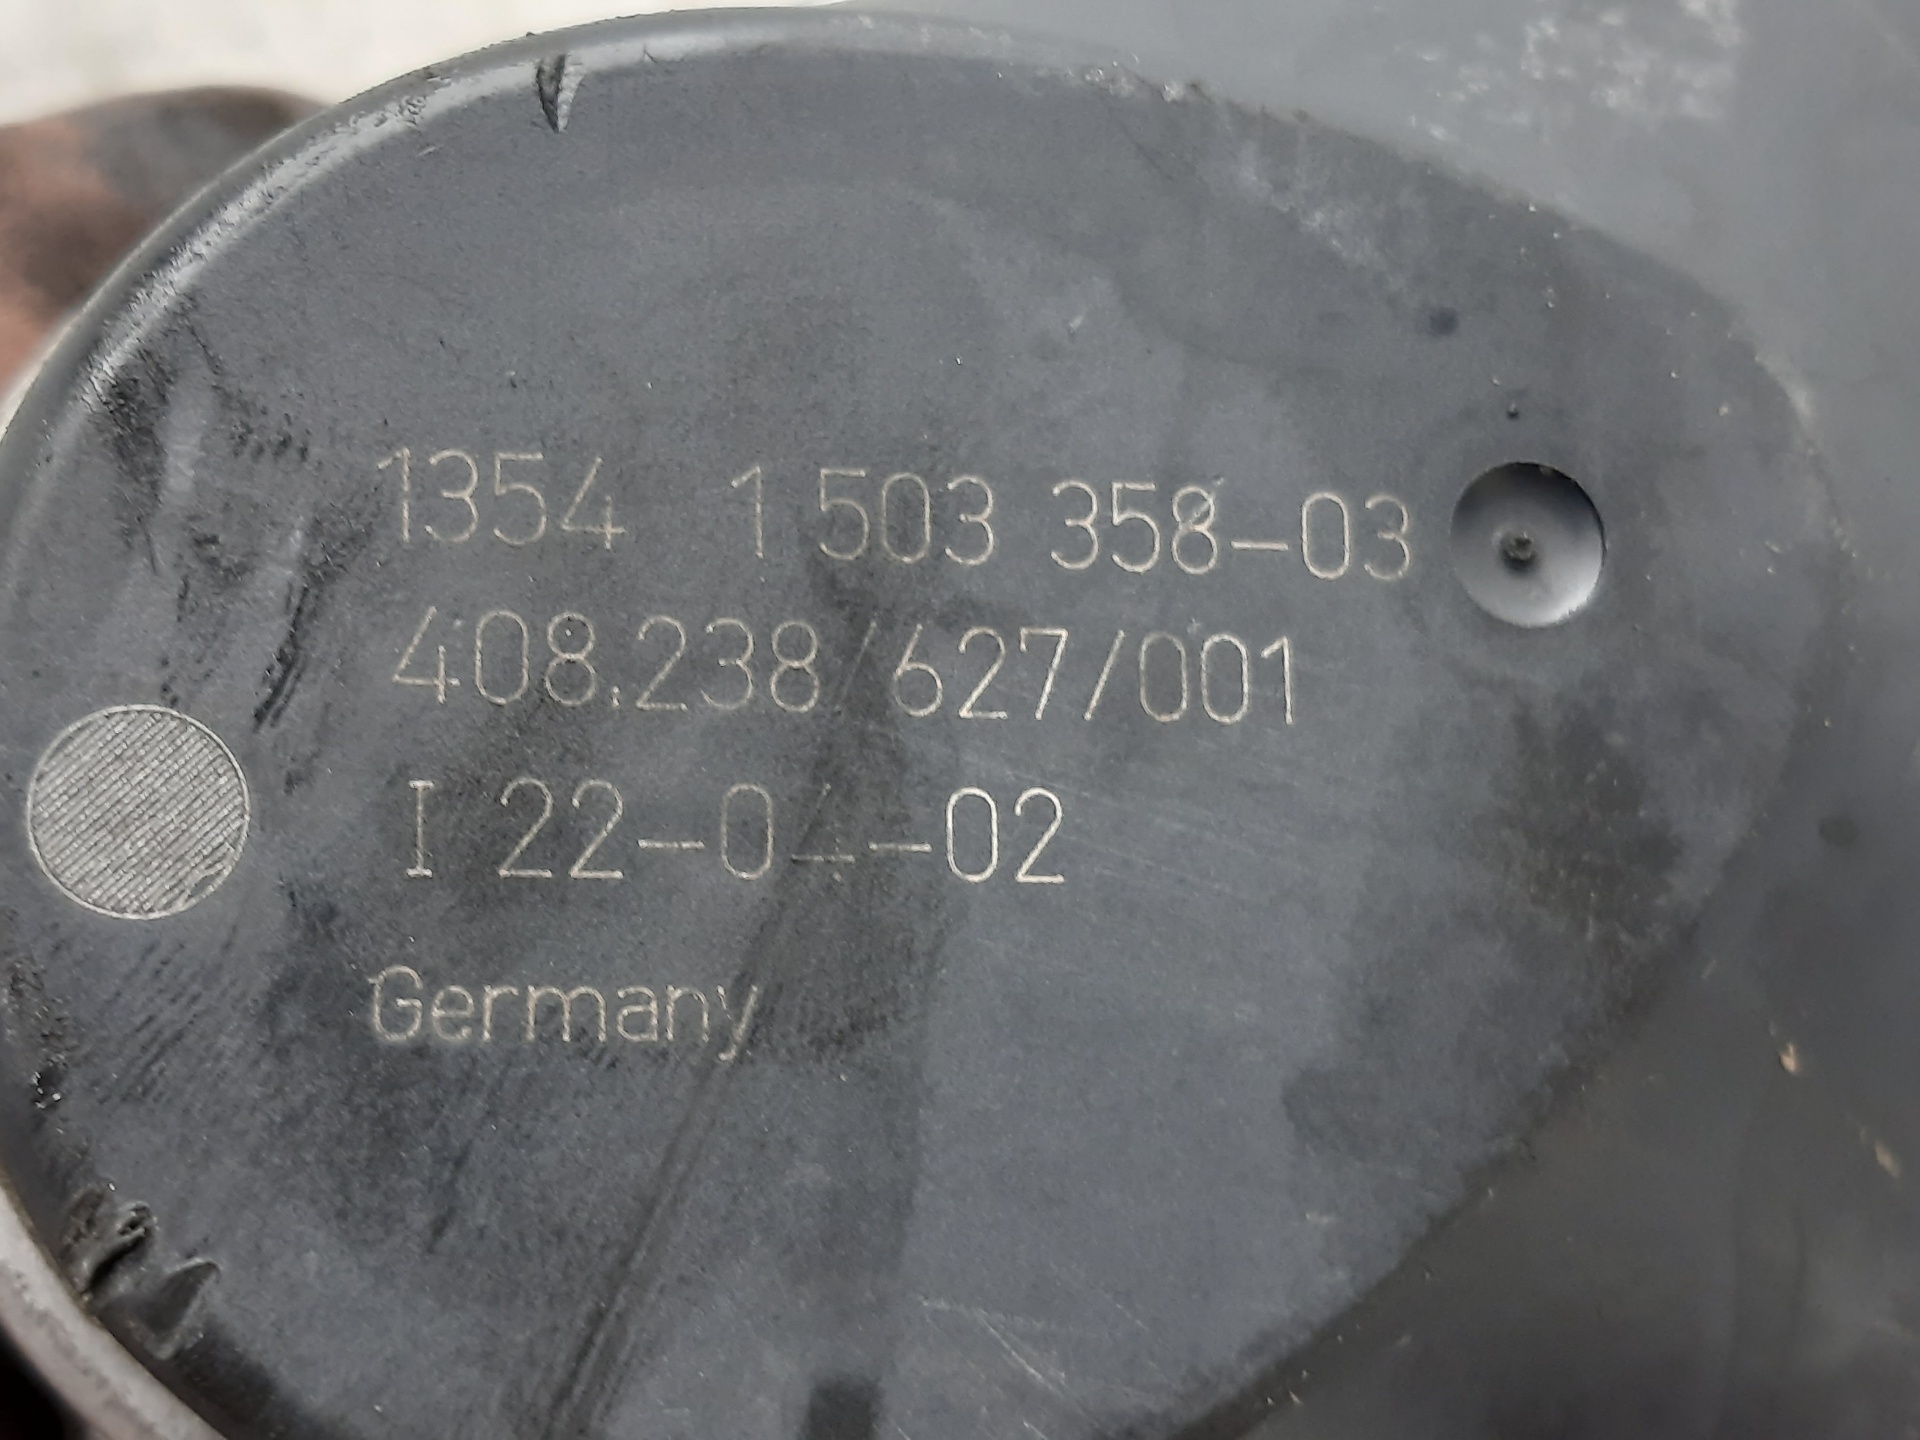 1354 1 503 358-03
408.238/627/001
I 22-04-02
Germany